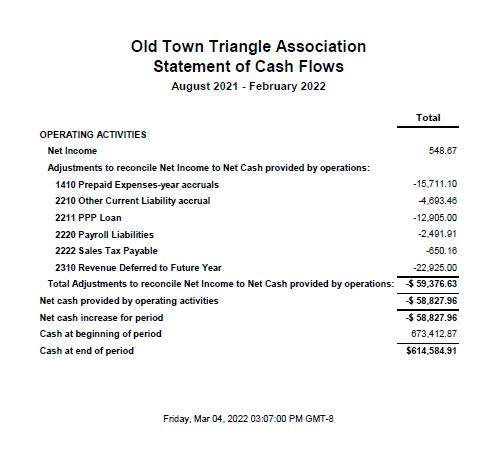 Old Town Triangle Association
Statement of Cash Flows
August 2021 - February 2022
Total
OPERATING ACTIVITIES
Net Income 548.67
Adjustments to reconcile Net Income to Net Cash provided by operations:
1410 Prepaid Expenses-year accruals -15,711.10
2210 Other Current Liability accrual -4,693.46
2211 PPP Loan -12,905.00
2220 Payroll Liabilities -2,491.91
2222 Sales Tax Payable -650.16
2310 Revenue Deferred to Future Year -22,925.00
Total Adjustments to reconcile Net Income to Net Cash provided by operations: -$ 59,376.63
Net cash provided by operating activities -$ 58,827.96
Net cash increase for period -$ 58,827.96
Cash at beginning of period 673,412.87
Cash at end of period $614,584.91
Friday, Mar 04, 2022 03:07:00 PM GMT-8